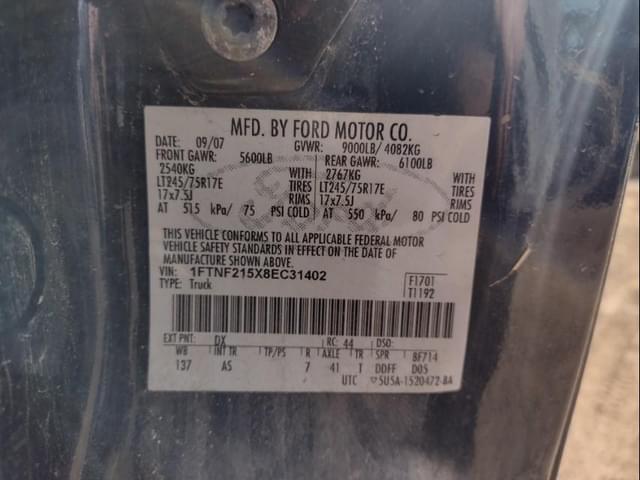 MFD. BY FORD MOTOR CO.
DATE: 09/07 GVWR: 9000LB/ 4082KG
FRONT GAWR: 5600LB REAR GAWR: 6100LB
2540KG WITH 2767KG WITH
LT245/75R17E TIRES LT245/75R17E TIRES
17x7.5J RIMS 17x7.5J RIMS
AT 515 kPa/ 75 PSI COLD AT 550 kPa/ 80 PSI COLD
THIS VEHICLE CONFORMS TO ALL APPLICABLE FEDERAL MOTOR
VEHICLE SAFETY STANDARDS IN EFFECT ON THE DATE OF
MANUFACTURE SHOWN ABOVE.
VIN: 1FTNF215X8EC31402 F1701
TYPE: Truck T1192
EXT PNT: DX RC: 44 DSO:
WB INT TR TP/PS R AXLE TR SPR BF714
137 AS 7 41 T DDFF D05
UTC ▽5U5A-1520472-BA